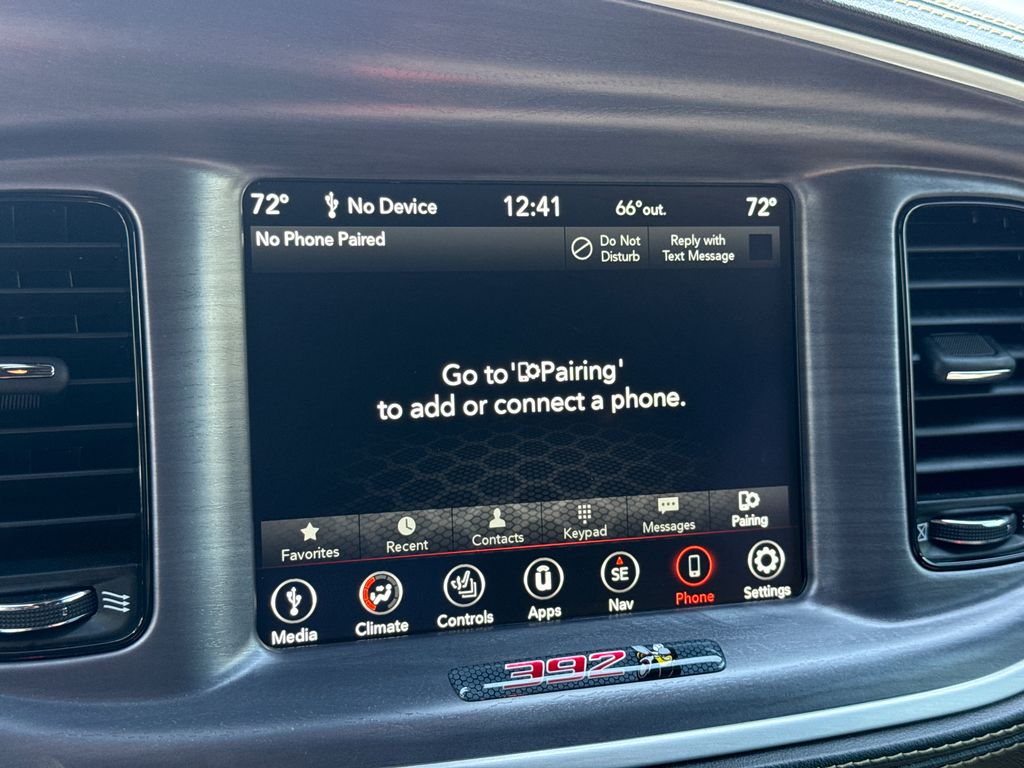 72° No Device 12:41 66° out. 72°
No Phone Paired
Do Not
Disturb
Reply with
Text Message
Go to 'Pairing'
to add or connect a phone.
Favorites Recent Contacts Keypad Messages Pairing
SE
Media Climate Controls Apps Nav Phone Settings
392